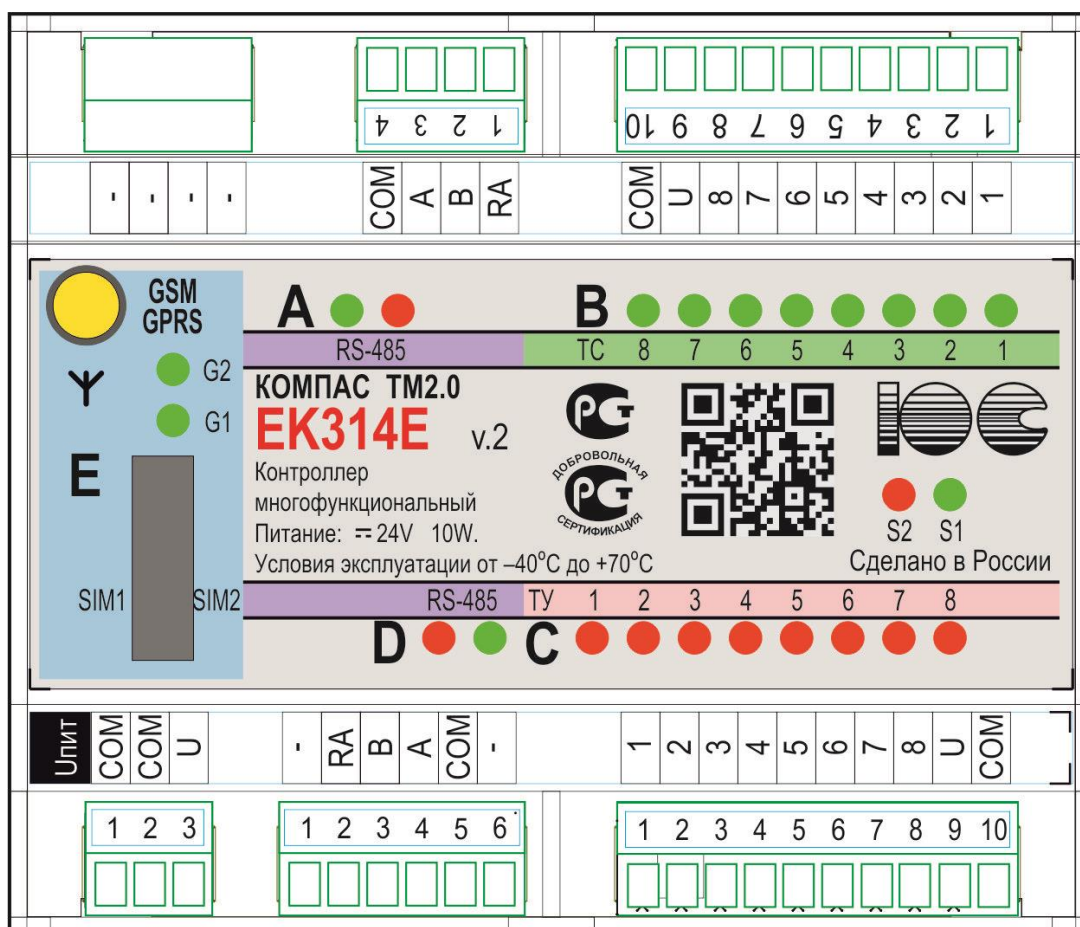 4 3 2 1
10 9 8 7 6 5 4 3 2 1
- - - -
COM A B RA
COM U 8 7 6 5 4 3 2 1
GSM
GPRS
A
B
RS-485
ТС 8 7 6 5 4 3 2 1
G2
G1
E
SIM1
SIM2
КОМПАС ТМ2.0
EK314E v.2
Контроллер
многофункциональный
Питание: ⎓ 24V 10W.
Условия эксплуатации от –40°C до +70°C
РСТ
ДОБРОВОЛЬНАЯ
РСТ
СЕРТИФИКАЦИЯ
ЮС
S2 S1
Сделано в России
RS-485
ТУ 1 2 3 4 5 6 7 8
D
C
Uпит
COM COM U
- RA B A COM -
1 2 3 4 5 6 7 8 U COM
1 2 3
1 2 3 4 5 6
1 2 3 4 5 6 7 8 9 10